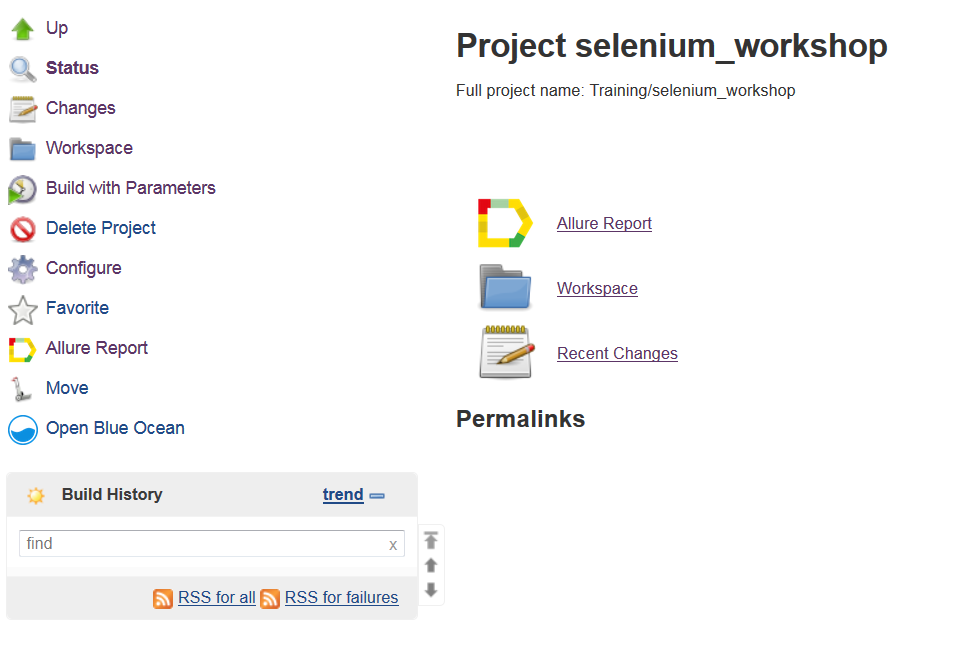 Up
Status
Changes
Workspace
Build with Parameters
Delete Project
Configure
Favorite
Allure Report
Move
Open Blue Ocean
Build History trend
find x
RSS for all RSS for failures
Project selenium_workshop
Full project name: Training/selenium_workshop
Allure Report
Workspace
Recent Changes
Permalinks